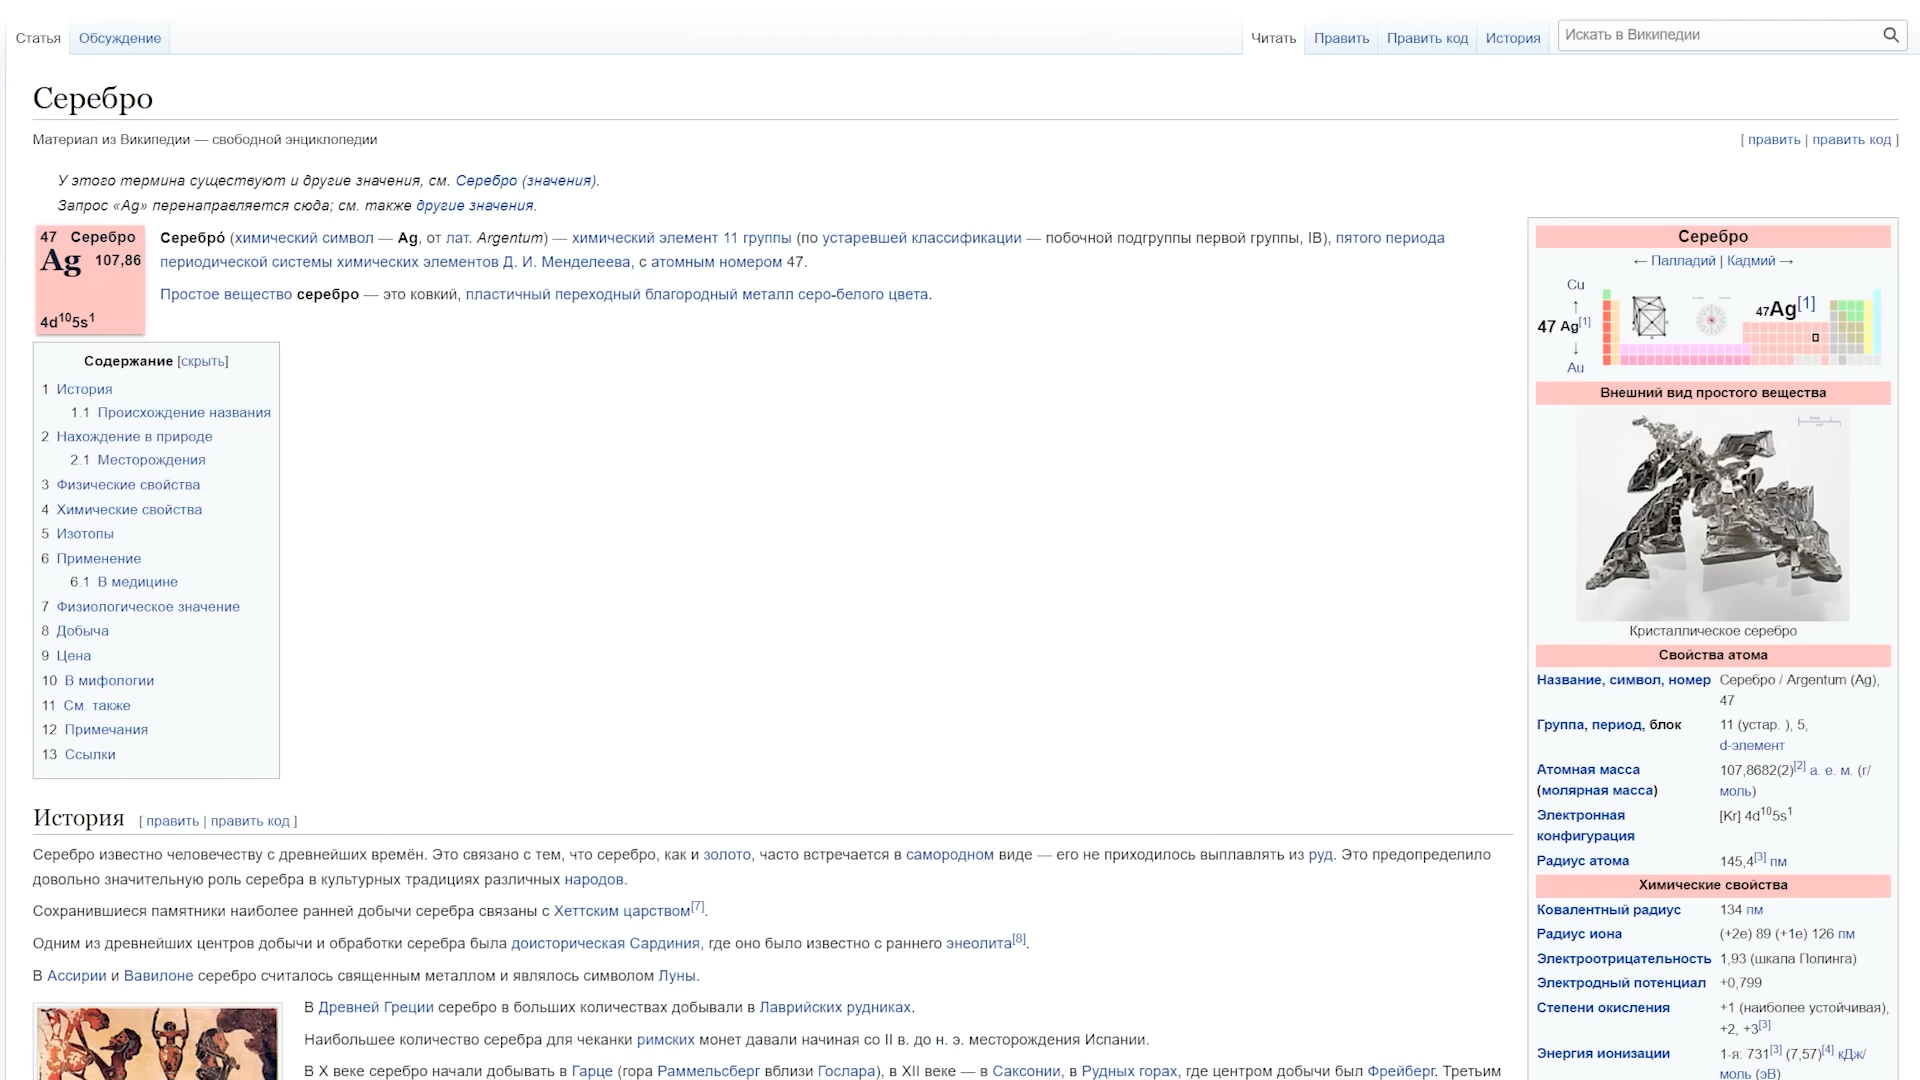 Статья Обсуждение Читать Править Править код История Искать в Википедии
Серебро
Материал из Википедии — свободной энциклопедии [ править | править код ]
У этого термина существуют и другие значения, см. Серебро (значения).
Запрос «Ag» перенаправляется сюда; см. также другие значения.
47 Серебро
Ag 107,86
4d¹⁰5s¹
Серебро́ (химический символ — Ag, от лат. Argentum) — химический элемент 11 группы (по устаревшей классификации — побочной подгруппы первой группы, IB), пятого периода
периодической системы химических элементов Д. И. Менделеева, с атомным номером 47.
Простое вещество серебро — это ковкий, пластичный переходный благородный металл серо-белого цвета.
Содержание [скрыть]
1 История
1.1 Происхождение названия
2 Нахождение в природе
2.1 Месторождения
3 Физические свойства
4 Химические свойства
5 Изотопы
6 Применение
6.1 В медицине
7 Физиологическое значение
8 Добыча
9 Цена
10 В мифологии
11 См. также
12 Примечания
13 Ссылки
История [ править | править код ]
Серебро известно человечеству с древнейших времён. Это связано с тем, что серебро, как и золото, часто встречается в самородном виде — его не приходилось выплавлять из руд. Это предопределило
довольно значительную роль серебра в культурных традициях различных народов.
Сохранившиеся памятники наиболее ранней добычи серебра связаны с Хеттским царством[7].
Одним из древнейших центров добычи и обработки серебра была доисторическая Сардиния, где оно было известно с раннего энеолита[8].
В Ассирии и Вавилоне серебро считалось священным металлом и являлось символом Луны.
В Древней Греции серебро в больших количествах добывали в Лаврийских рудниках.
Наибольшее количество серебра для чеканки римских монет давали начиная со II в. до н. э. месторождения Испании.
В X веке серебро начали добывать в Гарце (гора Раммельсберг вблизи Гослара), в XII веке — в Саксонии, в Рудных горах, где центром добычи был Фрейберг. Третьим
Серебро
← Палладий | Кадмий →
Cu
↑
47 Ag[1]
↓
Au
47Ag[1]
Внешний вид простого вещества
Кристаллическое серебро
Свойства атома
Название, символ, номер Серебро / Argentum (Ag),
47
Группа, период, блок 11 (устар. ), 5,
d-элемент
Атомная масса 107,8682(2)[2] а. е. м. (г/
(молярная масса) моль)
Электронная [Kr] 4d¹⁰5s¹
конфигурация
Радиус атома 145,4[3] пм
Химические свойства
Ковалентный радиус 134 пм
Радиус иона (+2e) 89 (+1e) 126 пм
Электроотрицательность 1,93 (шкала Полинга)
Электродный потенциал +0,799
Степени окисления +1 (наиболее устойчивая),
+2, +3[3]
Энергия ионизации 1-я: 731[3] (7,57)[4] кДж/
моль (эВ)